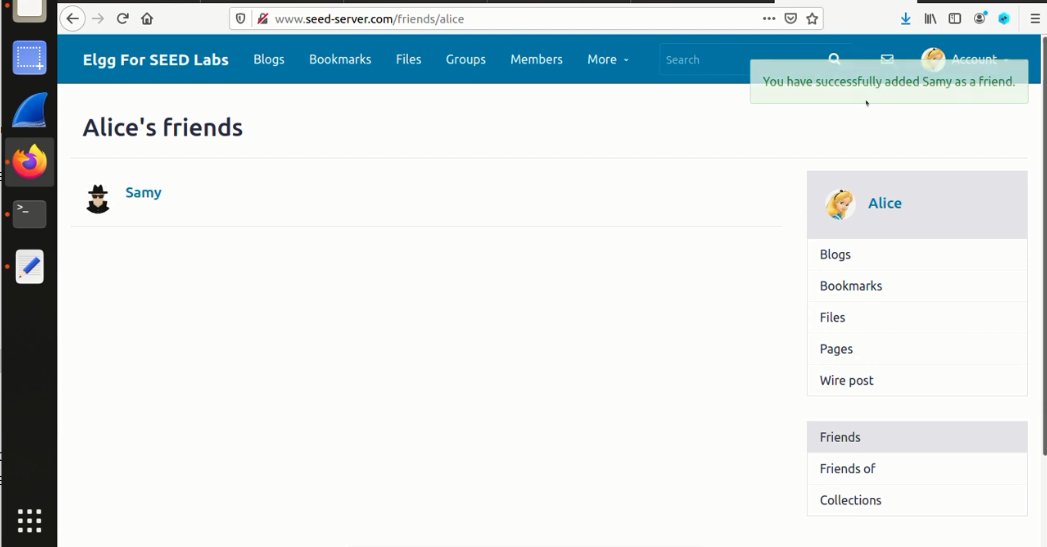 www.seed-server.com/friends/alice
Elgg For SEED Labs
Blogs
Bookmarks
Files
Groups
Members
More
Search
Account
You have successfully added Samy as a friend.
Alice's friends
Samy
Alice
Blogs
Bookmarks
Files
Pages
Wire post
Friends
Friends of
Collections